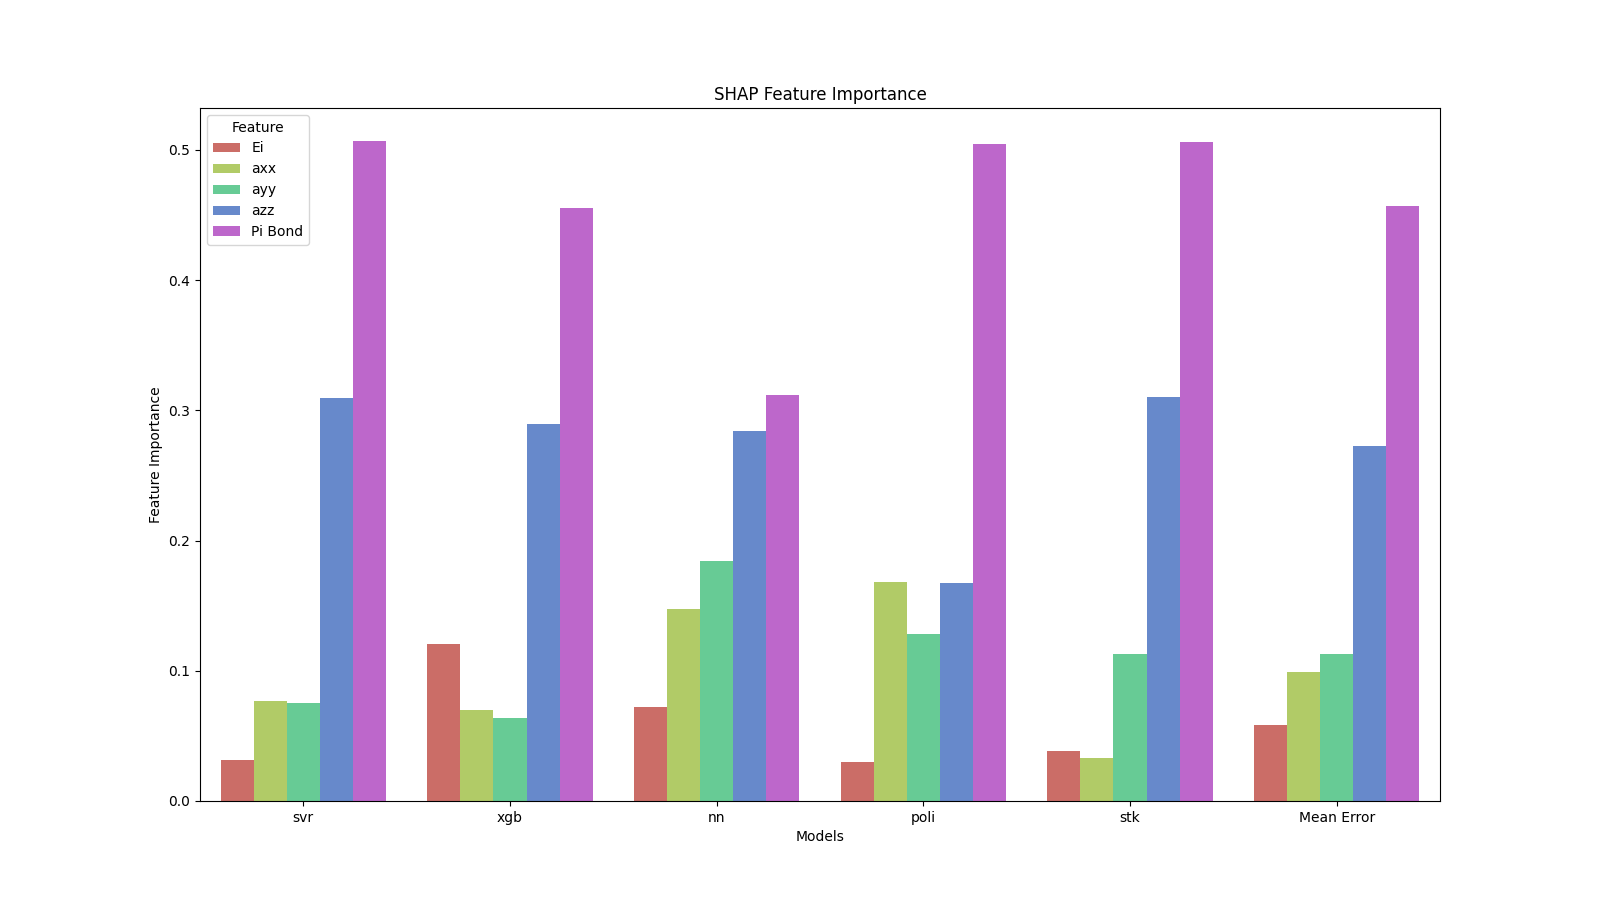 SHAP Feature Importance
Feature
Ei
axx
ayy
azz
Pi Bond
0.5
0.4
0.3
0.2
0.1
0.0
Feature Importance
svr xgb nn poli stk Mean Error
Models